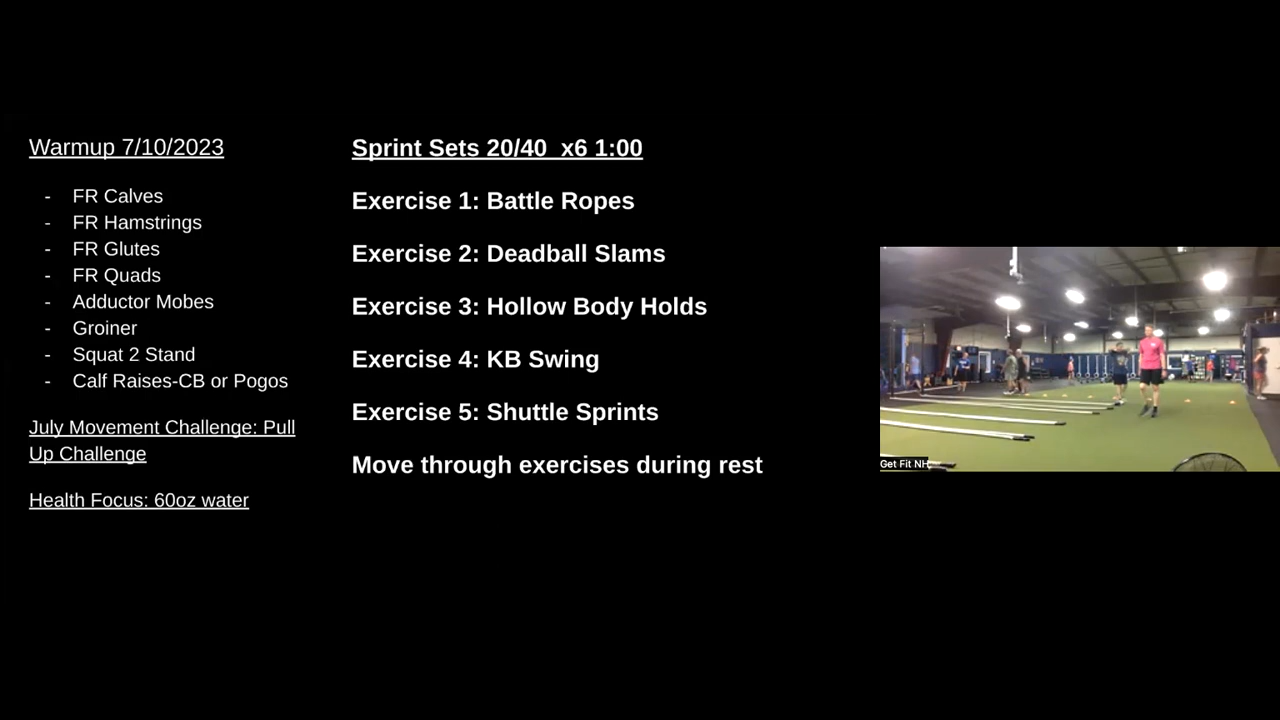 Warmup 7/10/2023
- FR Calves
- FR Hamstrings
- FR Glutes
- FR Quads
- Adductor Mobes
- Groiner
- Squat 2 Stand
- Calf Raises-CB or Pogos
July Movement Challenge: Pull
Up Challenge
Health Focus: 60oz water
Sprint Sets 20/40  x6 1:00
Exercise 1: Battle Ropes
Exercise 2: Deadball Slams
Exercise 3: Hollow Body Holds
Exercise 4: KB Swing
Exercise 5: Shuttle Sprints
Move through exercises during rest
Get Fit NH